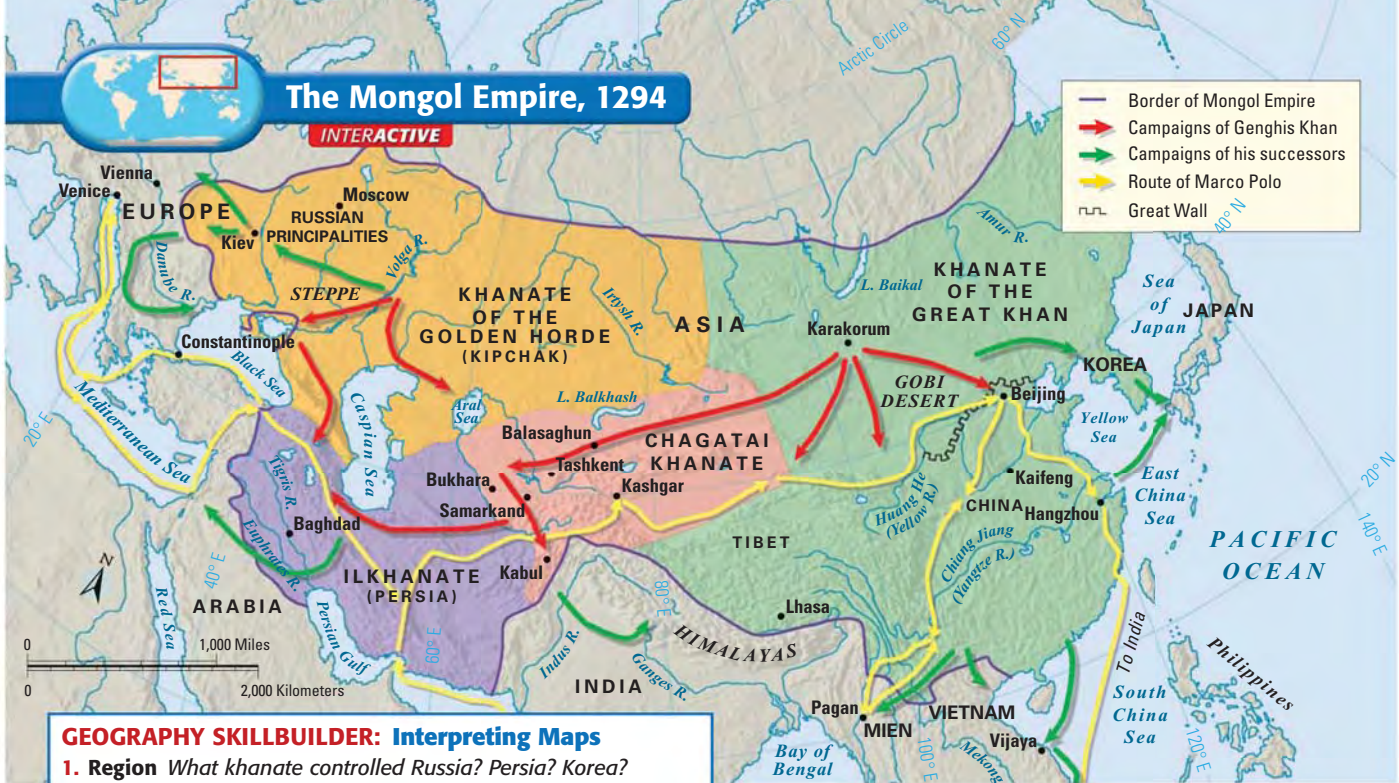 The Mongol Empire, 1294
INTERACTIVE
Border of Mongol Empire
Campaigns of Genghis Khan
Campaigns of his successors
Route of Marco Polo
Great Wall
Arctic Circle
60° N
40° N
20° N
140° E
120° E
100° E
80° E
60° E
40° E
20° E
Vienna
Venice
EUROPE
Moscow
RUSSIAN
PRINCIPALITIES
Kiev
Danube R.
Volga R.
STEPPE
Constantinople
Black Sea
Mediterranean Sea
KHANATE
OF THE
GOLDEN HORDE
(KIPCHAK)
Irtysh R.
ASIA
Caspian Sea
Aral
Sea
L. Balkhash
L. Baikal
Amur R.
KHANATE
OF THE
GREAT KHAN
Karakorum
GOBI
DESERT
Beijing
KOREA
Sea
of
Japan
JAPAN
Yellow
Sea
East
China
Sea
Balasaghun
CHAGATAI
KHANATE
Tashkent
Bukhara
Kashgar
Samarkand
Kabul
Tigris R.
Baghdad
Euphrates R.
ILKHANATE
(PERSIA)
ARABIA
Red Sea
Persian Gulf
Huang He
(Yellow R.)
Kaifeng
CHINA
Hangzhou
Chiang Jiang
(Yangtze R.)
TIBET
Lhasa
HIMALAYAS
Indus R.
Ganges R.
INDIA
Pagan
MIEN
VIETNAM
Vijaya
Mekong
Bay of
Bengal
To India
South
China
Sea
Philippines
PACIFIC
OCEAN
N
0 1,000 Miles
0 2,000 Kilometers
GEOGRAPHY SKILLBUILDER: Interpreting Maps
1. Region What khanate controlled Russia? Persia? Korea?